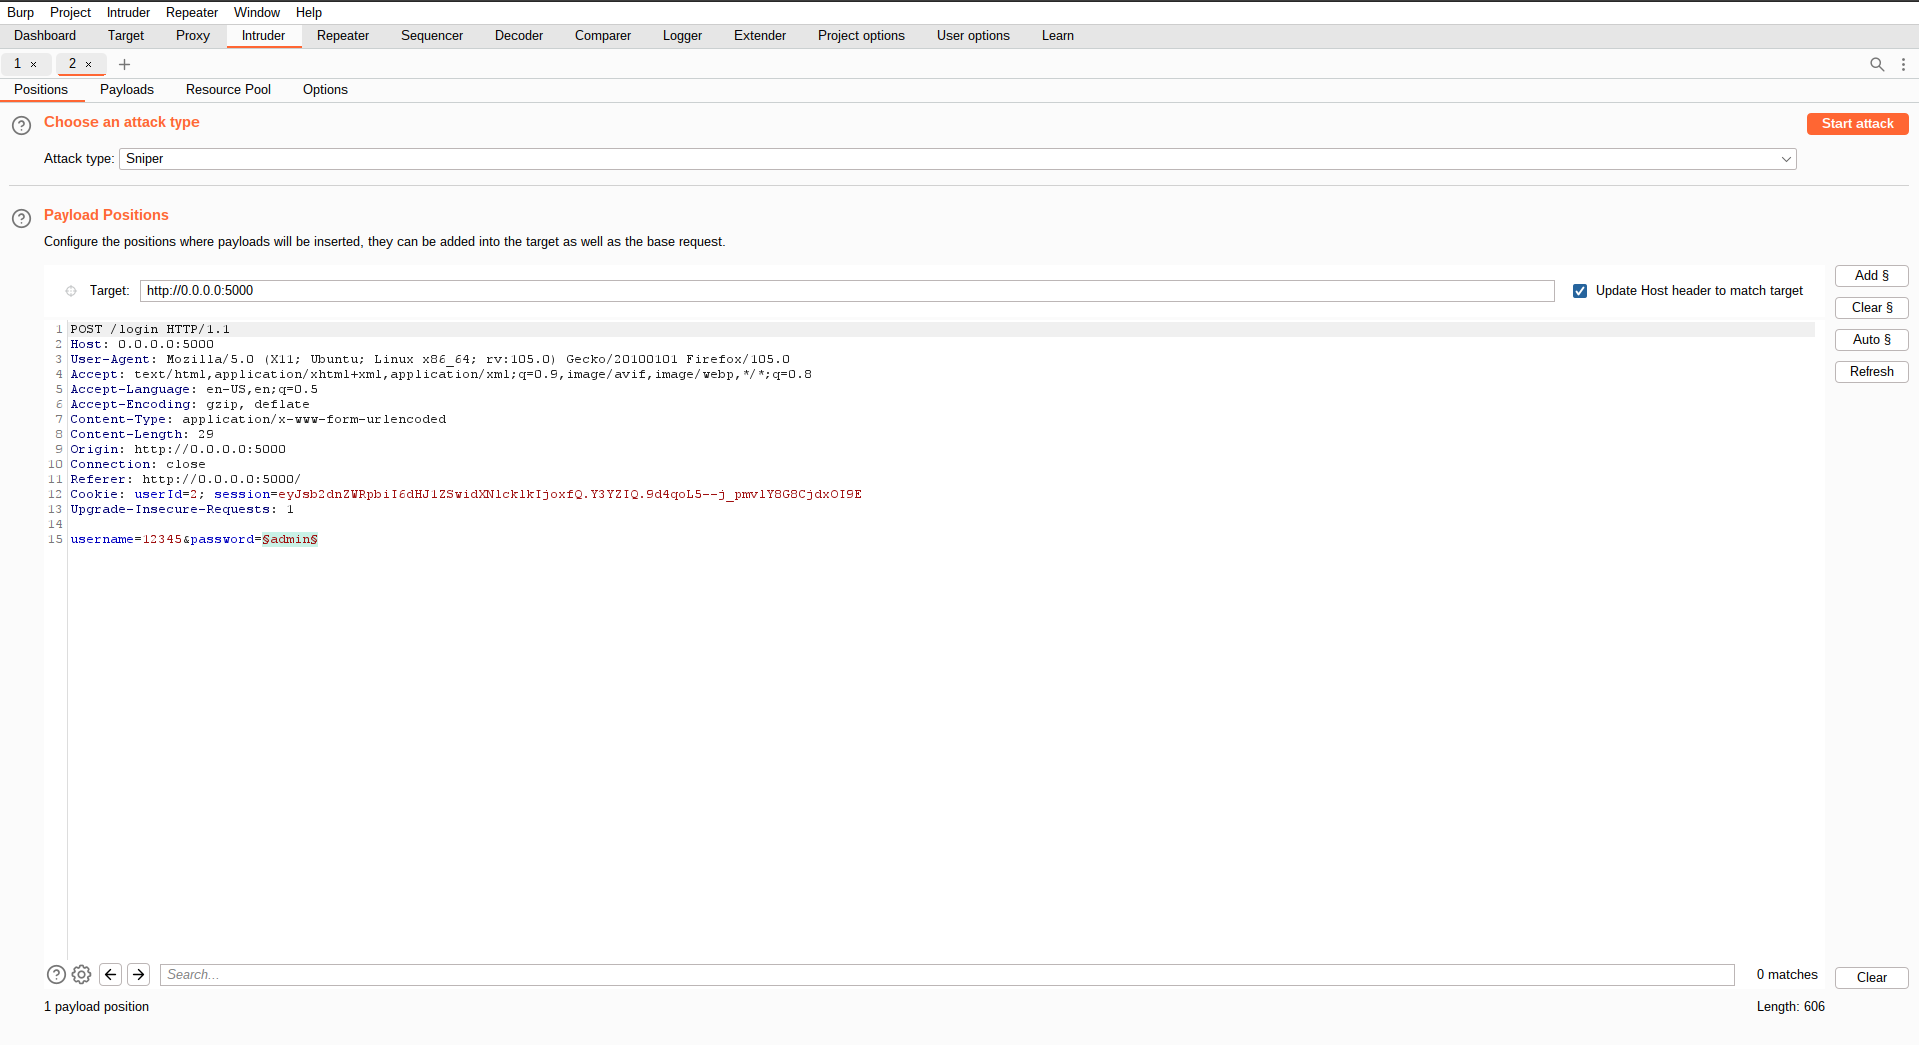 Burp Project Intruder Repeater Window Help
Dashboard Target Proxy Intruder Repeater Sequencer Decoder Comparer Logger Extender Project options User options Learn
1 × 2 × +
Positions Payloads Resource Pool Options
? Choose an attack type
Start attack
Attack type: Sniper
? Payload Positions
Configure the positions where payloads will be inserted, they can be added into the target as well as the base request.
Target: http://0.0.0.0:5000 Update Host header to match target
Add §
Clear §
Auto §
Refresh
1 POST /login HTTP/1.1
2 Host: 0.0.0.0:5000
3 User-Agent: Mozilla/5.0 (X11; Ubuntu; Linux x86_64; rv:105.0) Gecko/20100101 Firefox/105.0
4 Accept: text/html,application/xhtml+xml,application/xml;q=0.9,image/avif,image/webp,*/*;q=0.8
5 Accept-Language: en-US,en;q=0.5
6 Accept-Encoding: gzip, deflate
7 Content-Type: application/x-www-form-urlencoded
8 Content-Length: 29
9 Origin: http://0.0.0.0:5000
10 Connection: close
11 Referer: http://0.0.0.0:5000/
12 Cookie: userId=2; session=eyJsb2dnZWRpbiI6dHJ1ZSwidXNlcklkIjoxfQ.Y3YZIQ.9d4qoL5--j_pmvlY8G8CjdxOI9E
13 Upgrade-Insecure-Requests: 1
14
15 username=12345&password=§admin§
? Search... 0 matches
Clear
1 payload position
Length: 606